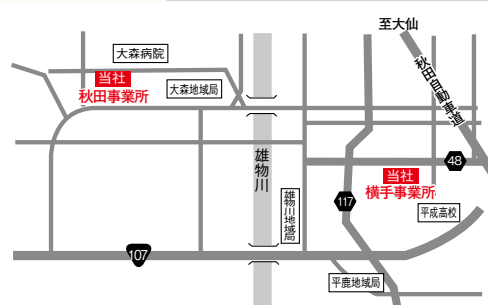 至大仙
大森病院
秋田自動車道
当社
秋田事業所
大森地域局
雄物川
48
当社
横手事業所
雄物川地域局
117
平成高校
107
平鹿地域局